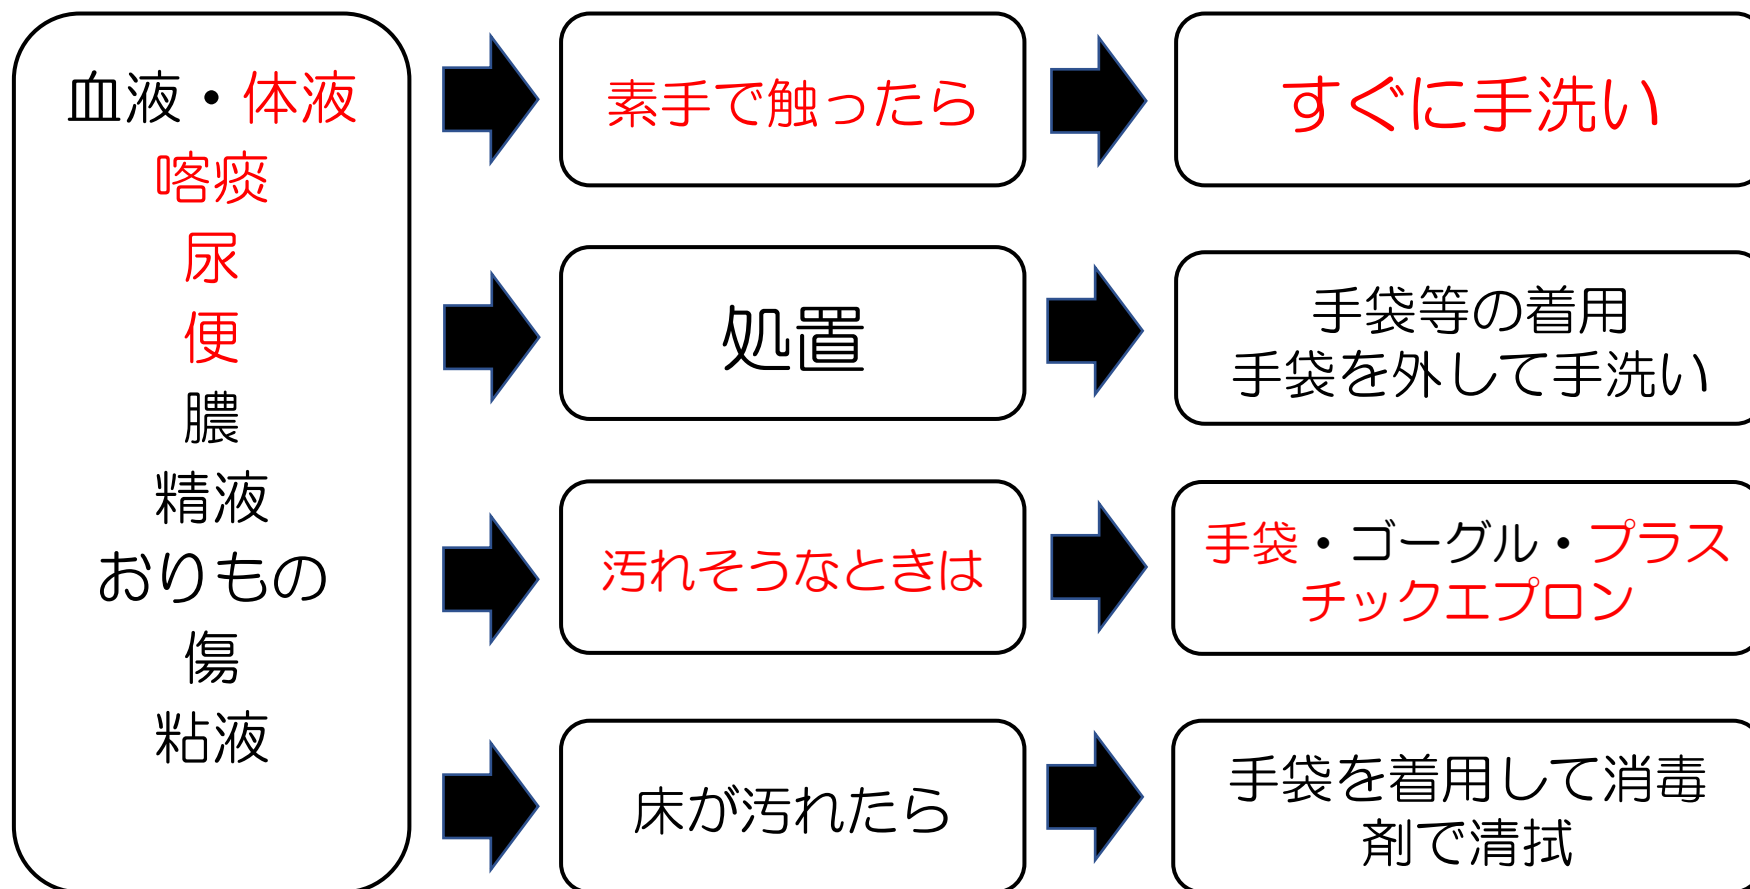 血液・体液
喀痰
尿
便
膿
精液
おりもの
傷
粘液
素手で触ったら
すぐに手洗い
処置
手袋等の着用
手袋を外して手洗い
汚れそうなときは
手袋・ゴーグル・プラス
チックエプロン
床が汚れたら
手袋を着用して消毒
剤で清拭